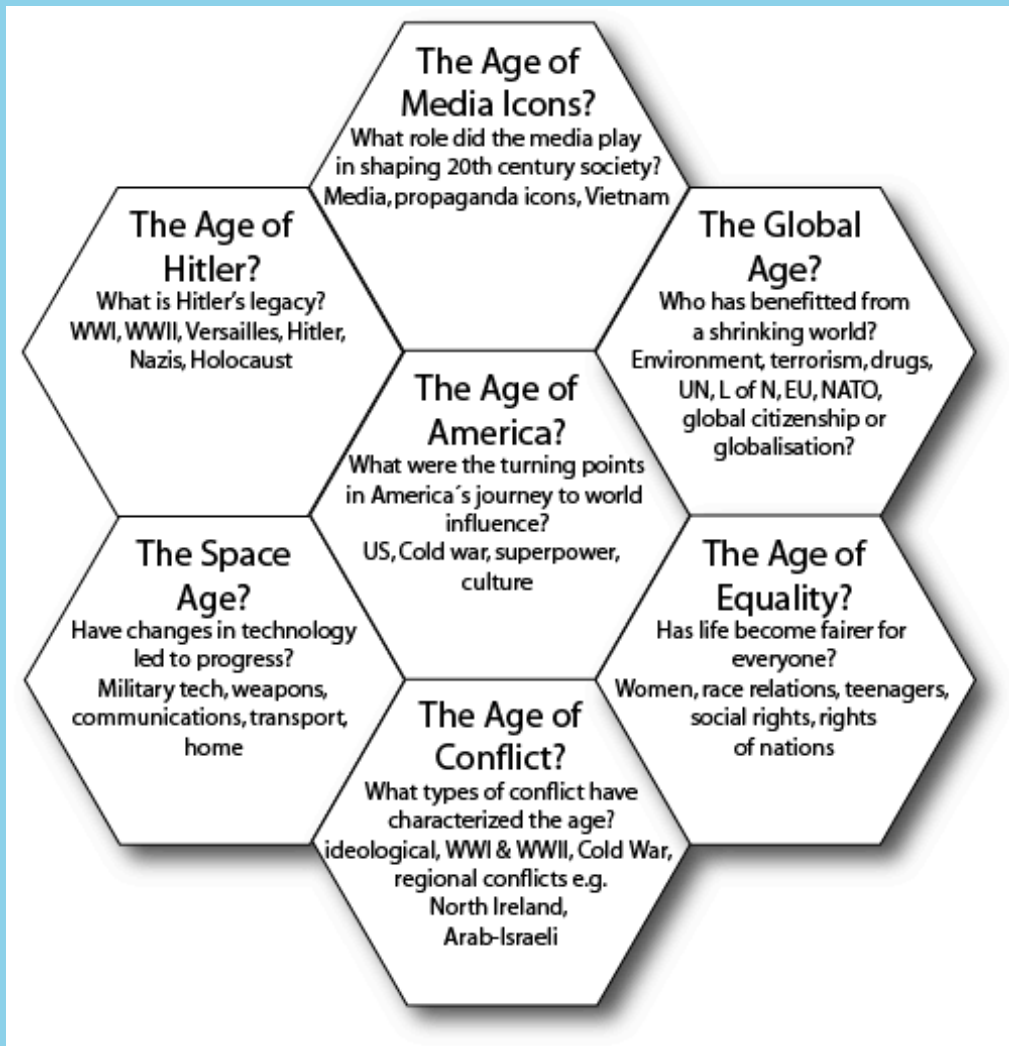 The Age of
Media Icons?
What role did the media play
in shaping 20th century society?
Media, propaganda icons, Vietnam
The Age of
Hitler?
What is Hitler's legacy?
WWI, WWII, Versailles, Hitler,
Nazis, Holocaust
The Global
Age?
Who has benefitted from
a shrinking world?
Environment, terrorism, drugs,
UN, L of N, EU, NATO,
global citizenship or
globalisation?
The Age of
America?
What were the turning points
in America´s journey to world
influence?
US, Cold war, superpower,
culture
The Space
Age?
Have changes in technology
led to progress?
Military tech, weapons,
communications, transport,
home
The Age of
Equality?
Has life become fairer for
everyone?
Women, race relations, teenagers,
social rights, rights
of nations
The Age of
Conflict?
What types of conflict have
characterized the age?
ideological, WWI & WWII, Cold War,
regional conflicts e.g.
North Ireland,
Arab-Israeli